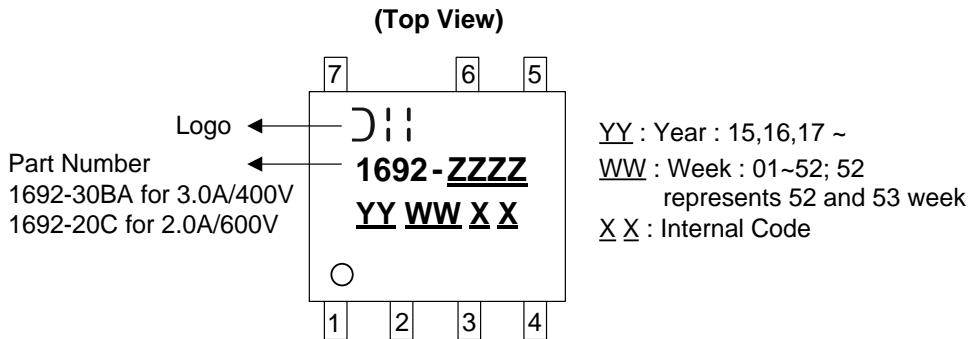 (Top View)
7 6 5
Logo
Part Number
1692-30BA for 3.0A/400V
1692-20C for 2.0A/600V
1692-ZZZZ
YY WW X X
YY : Year : 15,16,17 ~
WW : Week : 01~52; 52
represents 52 and 53 week
X X : Internal Code
1 2 3 4